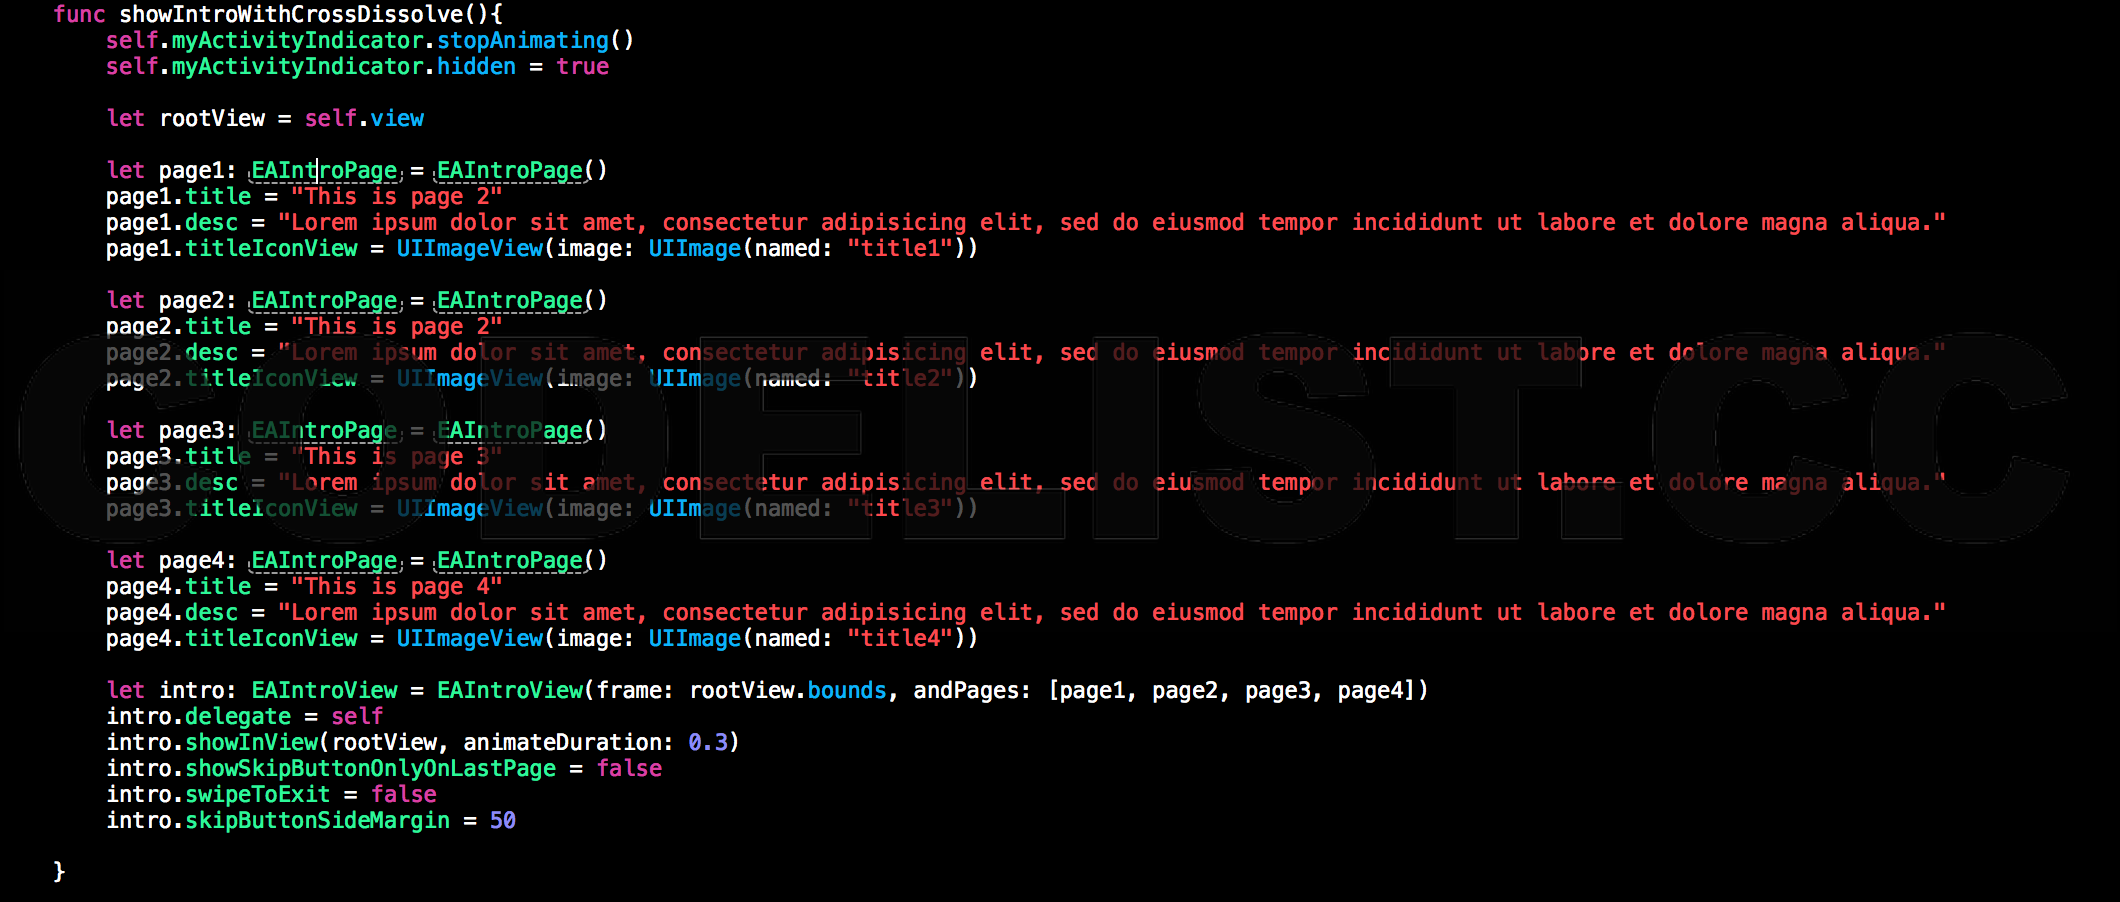 func showIntroWithCrossDissolve(){
self.myActivityIndicator.stopAnimating()
self.myActivityIndicator.hidden = true
let rootView = self.view
let page1: EAIntroPage = EAIntroPage()
page1.title = "This is page 2"
page1.desc = "Lorem ipsum dolor sit amet, consectetur adipisicing elit, sed do eiusmod tempor incididunt ut labore et dolore magna aliqua."
page1.titleIconView = UIImageView(image: UIImage(named: "title1"))
let page2: EAIntroPage = EAIntroPage()
page2.title = "This is page 2"
page2.desc = "Lorem ipsum dolor sit amet, consectetur adipisicing elit, sed do eiusmod tempor incididunt ut labore et dolore magna aliqua."
page2.titleIconView = UIImageView(image: UIImage(named: "title2"))
let page3: EAIntroPage = EAIntroPage()
page3.title = "This is page 3"
page3.desc = "Lorem ipsum dolor sit amet, consectetur adipisicing elit, sed do eiusmod tempor incididunt ut labore et dolore magna aliqua."
page3.titleIconView = UIImageView(image: UIImage(named: "title3"))
let page4: EAIntroPage = EAIntroPage()
page4.title = "This is page 4"
page4.desc = "Lorem ipsum dolor sit amet, consectetur adipisicing elit, sed do eiusmod tempor incididunt ut labore et dolore magna aliqua."
page4.titleIconView = UIImageView(image: UIImage(named: "title4"))
let intro: EAIntroView = EAIntroView(frame: rootView.bounds, andPages: [page1, page2, page3, page4])
intro.delegate = self
intro.showInView(rootView, animateDuration: 0.3)
intro.showSkipButtonOnlyOnLastPage = false
intro.swipeToExit = false
intro.skipButtonSideMargin = 50
}
CODELIST.CC